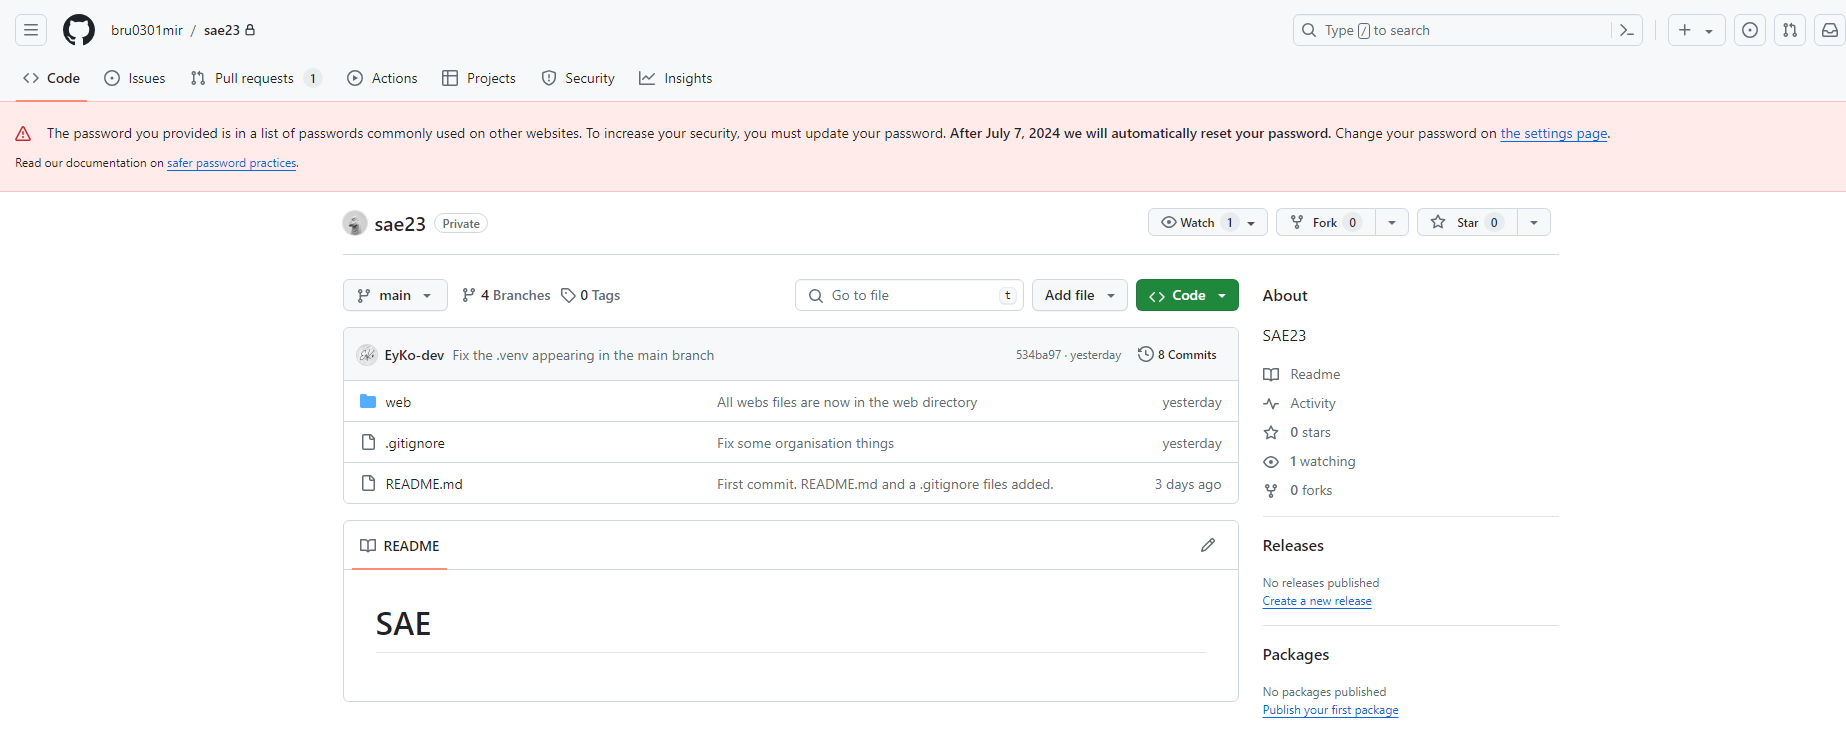 bru0301mir / sae23
Type / to search
Code Issues Pull requests 1 Actions Projects Security Insights
The password you provided is in a list of passwords commonly used on other websites. To increase your security, you must update your password. After July 7, 2024 we will automatically reset your password. Change your password on the settings page.
Read our documentation on safer password practices.
sae23 Private
Watch 1 Fork 0 Star 0
main 4 Branches 0 Tags
Go to file t Add file Code
EyKo-dev Fix the .venv appearing in the main branch 534ba97 · yesterday 8 Commits
web All webs files are now in the web directory yesterday
.gitignore Fix some organisation things yesterday
README.md First commit. README.md and a .gitignore files added. 3 days ago
README
SAE
About
SAE23
Readme
Activity
0 stars
1 watching
0 forks
Releases
No releases published
Create a new release
Packages
No packages published
Publish your first package